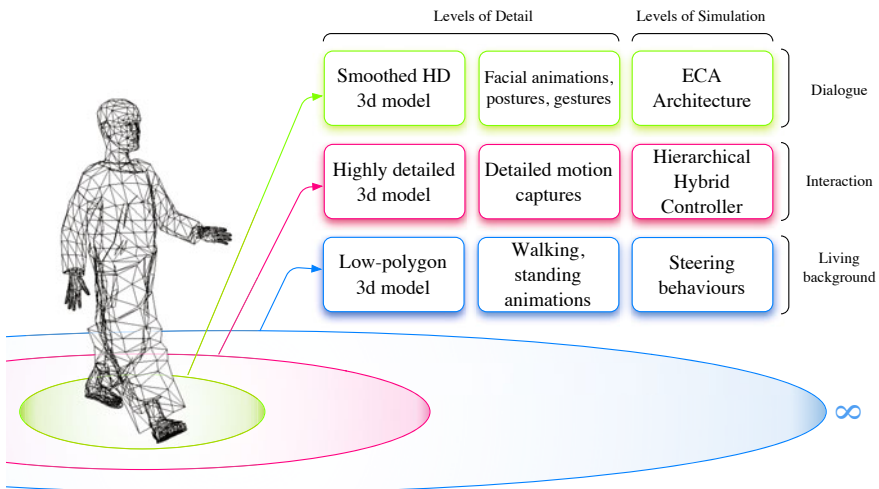 Levels of Detail
Levels of Simulation
Smoothed HD
3d model
Facial animations,
postures, gestures
ECA
Architecture
Dialogue
Highly detailed
3d model
Detailed motion
captures
Hierarchical
Hybrid
Controller
Interaction
Low-polygon
3d model
Walking,
standing
animations
Steering
behaviours
Living
background
∞